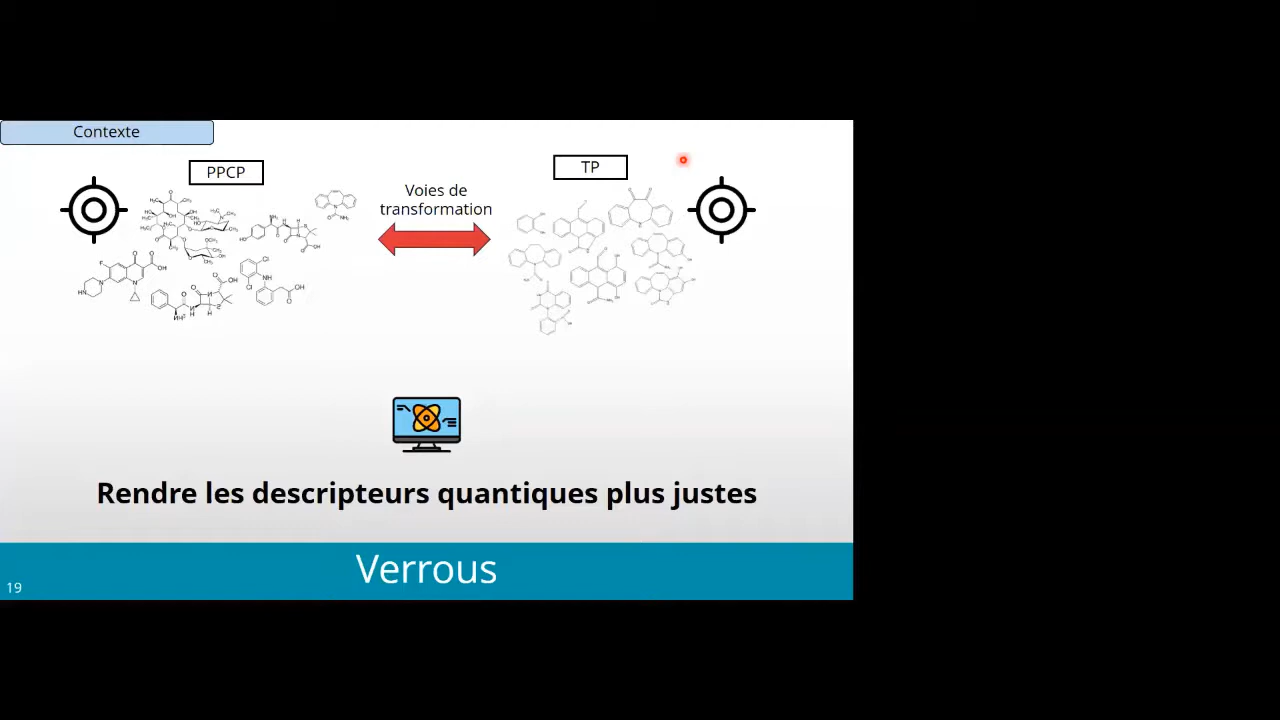 Contexte
PPCP
TP
Voies de
transformation
Rendre les descripteurs quantiques plus justes
Verrous
19